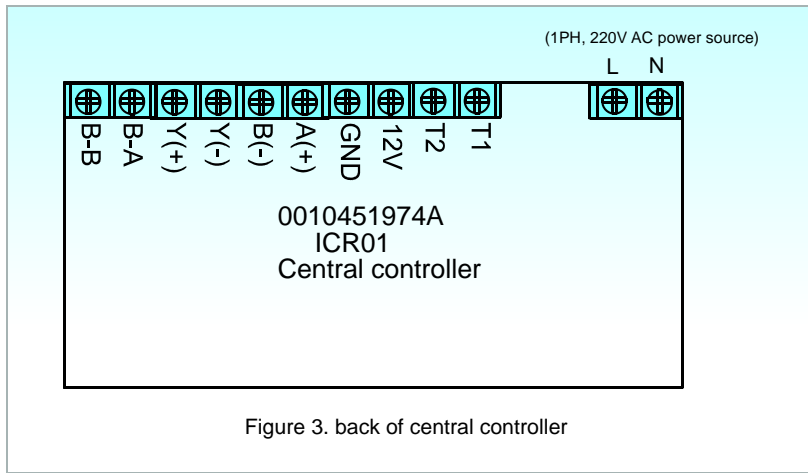 (1PH, 220V AC power source)
L N
B-B B-A Y(+) Y(-) B(-) A(+) GND 12V T2 T1
0010451974A
ICR01
Central controller
Figure 3. back of central controller